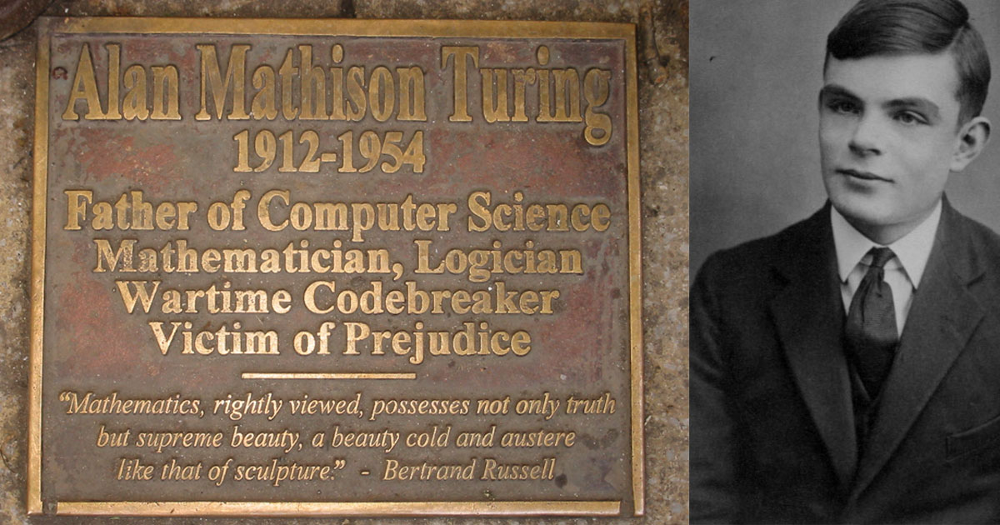 Alan Mathison Turing
1912-1954
Father of Computer Science
Mathematician, Logician
Wartime Codebreaker
Victim of Prejudice
“Mathematics, rightly viewed, possesses not only truth
but supreme beauty, a beauty cold and austere
like that of sculpture.” - Bertrand Russell